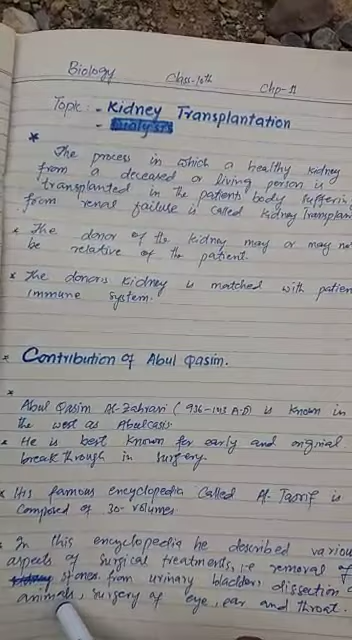 Biology Class-10th Chp-11
Topic:- Kidney Transplantation
- analysis
* The process in which a healthy kidney
from a deceased or living person is
transplanted in the patients body suffering
from renal failure is called kidney Transplan
* The donor of the kidney may or may not
be relative of the patient.
* The donors kidney is matched with patien
immune system.
* Contribution of Abul Qasim.
*
Abul Qasim Al-Zahravi ( A.D) is known in
the west as Abulcasis.
* He is best known for early and original
break through in surgery.
* His famous encyclopedia called Al-Tasrif is
composed of 30-volumes.
* In this encyclopedia he described variou
aspects of surgical treatments, i.e removal of
stones from urinary bladder, dissection o
animals, surgery of eye, ear and throat.